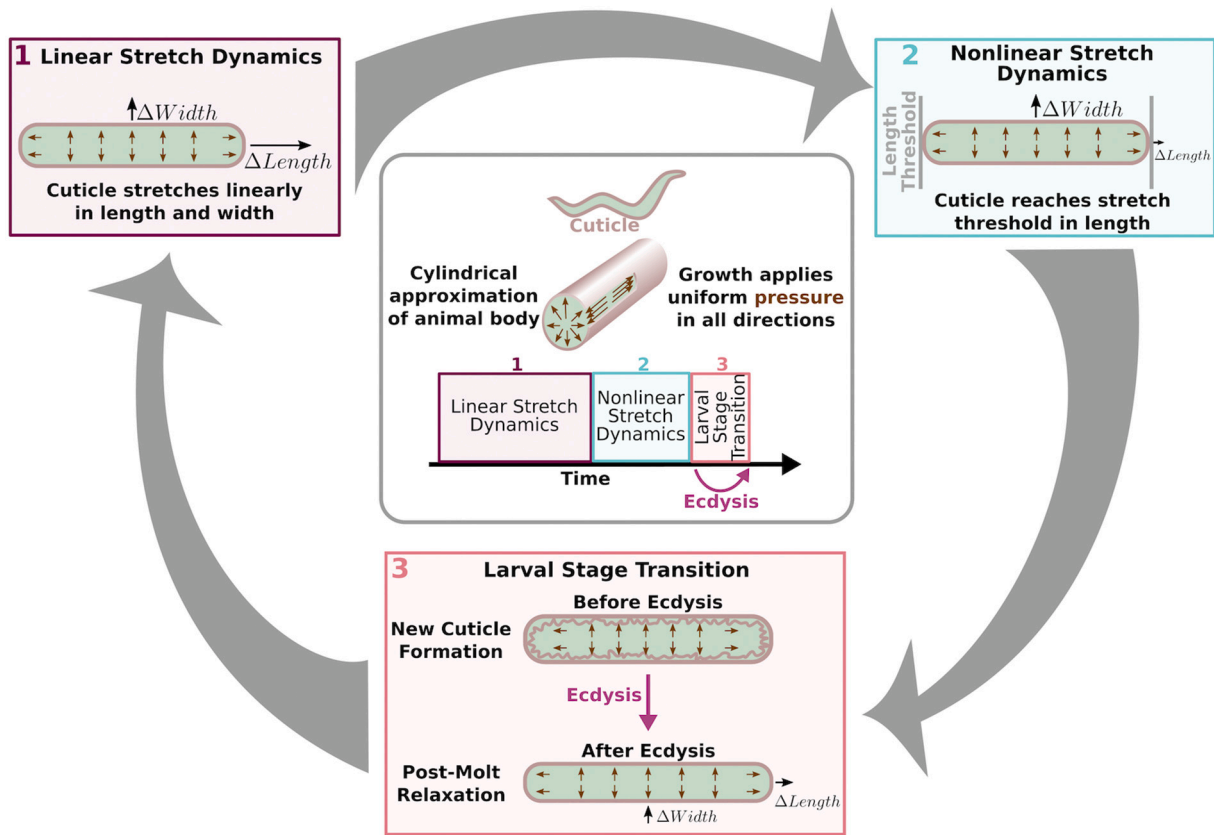 1 Linear Stretch Dynamics
ΔWidth
ΔLength
Cuticle stretches linearly
in length and width
2 Nonlinear Stretch
Dynamics
Length
Threshold
ΔWidth
ΔLength
Cuticle reaches stretch
threshold in length
Cuticle
Cylindrical
approximation
of animal body
Growth applies
uniform pressure
in all directions
1
2
3
Linear Stretch
Dynamics
Nonlinear
Stretch
Dynamics
Larval
Stage
Transition
Time
Ecdysis
3 Larval Stage Transition
Before Ecdysis
New Cuticle
Formation
Ecdysis
After Ecdysis
Post-Molt
Relaxation
ΔLength
ΔWidth